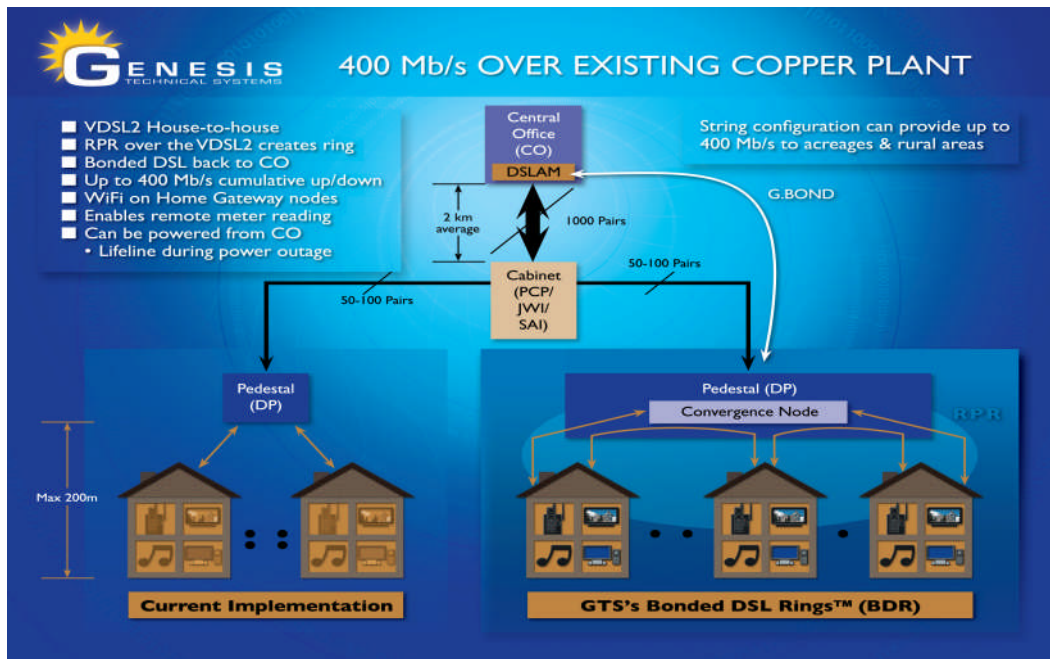 GENESIS
TECHNICAL SYSTEMS
400 Mb/s OVER EXISTING COPPER PLANT
VDSL2 House-to-house
RPR over the VDSL2 creates ring
Bonded DSL back to CO
Up to 400 Mb/s cumulative up/down
WiFi on Home Gateway nodes
Enables remote meter reading
Can be powered from CO
• Lifeline during power outage
Central
Office
(CO)
DSLAM
String configuration can provide up to
400 Mb/s to acreages & rural areas
G.BOND
2 km
average
1000 Pairs
Cabinet
(PCP/
JWI/
SAI)
50-100 Pairs
50-100 Pairs
Pedestal
(DP)
Max 200m
Current Implementation
Pedestal (DP)
Convergence Node
RPR
GTS's Bonded DSL Rings™ (BDR)